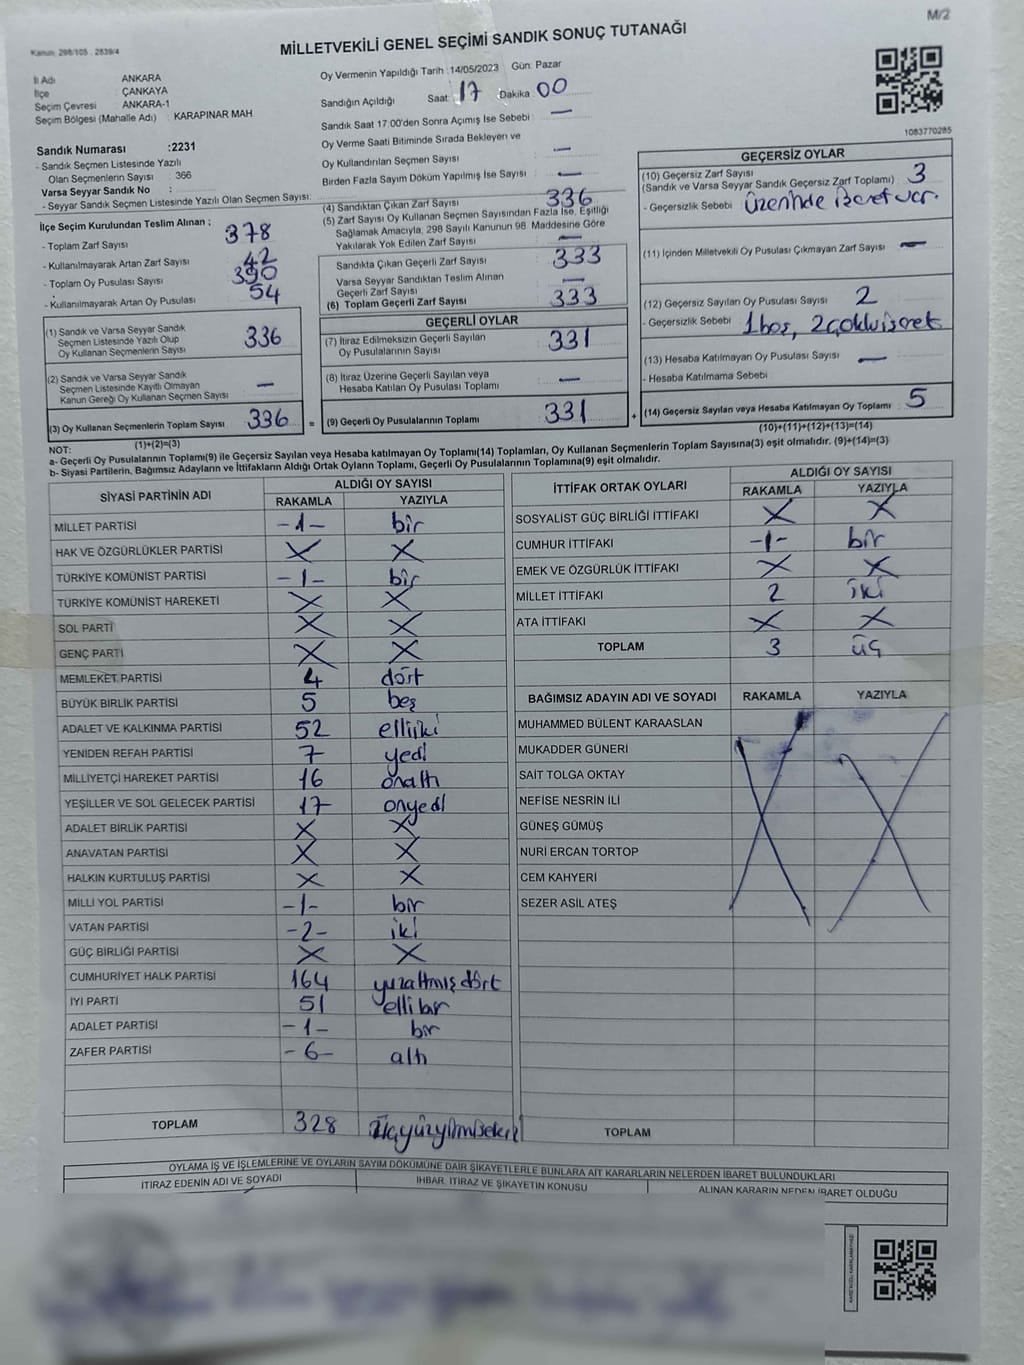 M/2
Kanun: 298/105 . 2839/4
MİLLETVEKİLİ GENEL SEÇİMİ SANDIK SONUÇ TUTANAĞI
İl Adı ANKARA
İlçe ÇANKAYA
Seçim Çevresi ANKARA-1
Seçim Bölgesi (Mahalle Adı) : KARAPINAR MAH
Sandık Numarası :2231
- Sandık Seçmen Listesinde Yazılı
Olan Seçmenlerin Sayısı : 366
Varsa Seyyar Sandık No :
- Seyyar Sandık Seçmen Listesinde Yazılı Olan Seçmen Sayısı:
İlçe Seçim Kurulundan Teslim Alınan ;
- Toplam Zarf Sayısı 378
- Kullanılmayarak Artan Zarf Sayısı 42
- Toplam Oy Pusulası Sayısı 390
- Kullanılmayarak Artan Oy Pusulası 54
(1) Sandık ve Varsa Seyyar Sandık
Seçmen Listesinde Yazılı Olup
Oy Kullanan Seçmenlerin Sayısı 336
(2) Sandık ve Varsa Seyyar Sandık
Seçmen Listesinde Kayıtlı Olmayan
Kanun Gereği Oy Kullanan Seçmen Sayısı —
(3) Oy Kullanan Seçmenlerin Toplam Sayısı 336 =
(1)+(2)=(3)
Oy Vermenin Yapıldığı Tarih :14/05/2023 Gün: Pazar
Sandığın Açıldığı Saat: 17 Dakika 00
Sandık Saat 17:00'den Sonra Açımış İse Sebebi : —
Oy Verme Saati Bitiminde Sırada Bekleyen ve
Oy Kullandırılan Seçmen Sayısı —
Birden Fazla Sayım Döküm Yapılmış İse Sayısı —
(4) Sandıktan Çıkan Zarf Sayısı 336
(5) Zarf Sayısı Oy Kullanan Seçmen Sayısından Fazla İse, Eşitliği
Sağlamak Amacıyla, 298 Sayılı Kanunun 98. Maddesine Göre
Yakılarak Yok Edilen Zarf Sayısı —
Sandıkta Çıkan Geçerli Zarf Sayısı 333
Varsa Seyyar Sandıktan Teslim Alınan
Geçerli Zarf Sayısı —
(6) Toplam Geçerli Zarf Sayısı 333
GEÇERLİ OYLAR
(7) İtiraz Edilmeksizin Geçerli Sayılan
Oy Pusulalarının Sayısı 331
(8) İtiraz Üzerine Geçerli Sayılan veya
Hesaba Katılan Oy Pusulası Toplamı —
(9) Geçerli Oy Pusulalarının Toplamı 331 +
1083770285
GEÇERSİZ OYLAR
(10) Geçersiz Zarf Sayısı 3
(Sandık ve Varsa Seyyar Sandık Geçersiz Zarf Toplamı)
- Geçersizlik Sebebi üzerinde işaret var.
(11) İçinden Milletvekili Oy Pusulası Çıkmayan Zarf Sayısı —
(12) Geçersiz Sayılan Oy Pusulası Sayısı 2
- Geçersizlik Sebebi 1 boş, 2 çoklu işaret
(13) Hesaba Katılmayan Oy Pusulası Sayısı —
- Hesaba Katılmama Sebebi
(14) Geçersiz Sayılan veya Hesaba Katılmayan Oy Toplamı 5
(10)+(11)+(12)+(13)=(14)
NOT:
a- Geçerli Oy Pusulalarının Toplamı(9) ile Geçersiz Sayılan veya Hesaba katılmayan Oy Toplamı(14) Toplamları, Oy Kullanan Seçmenlerin Toplam Sayısına(3) eşit olmalıdır. (9)+(14)=(3)
b- Siyasi Partilerin, Bağımsız Adayların ve İttifakların Aldığı Ortak Oyların Toplamı, Geçerli Oy Pusulalarının Toplamına(9) eşit olmalıdır.
SİYASİ PARTİNİN ADI ALDIĞI OY SAYISI
RAKAMLA YAZIYLA
MİLLET PARTİSİ -1- bir
HAK VE ÖZGÜRLÜKLER PARTİSİ X X
TÜRKİYE KOMÜNİST PARTİSİ -1- bir
TÜRKİYE KOMÜNİST HAREKETİ X X
SOL PARTİ X X
GENÇ PARTİ X X
MEMLEKET PARTİSİ 4 dört
BÜYÜK BİRLİK PARTİSİ 5 beş
ADALET VE KALKINMA PARTİSİ 52 elliiki
YENİDEN REFAH PARTİSİ 7 yedi
MİLLİYETÇİ HAREKET PARTİSİ 16 onaltı
YEŞİLLER VE SOL GELECEK PARTİSİ 17 onyedi
ADALET BİRLİK PARTİSİ X X
ANAVATAN PARTİSİ X X
HALKIN KURTULUŞ PARTİSİ X X
MİLLİ YOL PARTİSİ -1- bir
VATAN PARTİSİ -2- iki
GÜÇ BİRLİĞİ PARTİSİ X X
CUMHURİYET HALK PARTİSİ 164 yüzaltmışdört
İYİ PARTİ 51 ellibir
ADALET PARTİSİ -1- bir
ZAFER PARTİSİ -6- altı
TOPLAM 328 üçyüzyirmisekiz
İTTİFAK ORTAK OYLARI ALDIĞI OY SAYISI
RAKAMLA YAZIYLA
SOSYALİST GÜÇ BİRLİĞİ İTTİFAKI X X
CUMHUR İTTİFAKI -1- bir
EMEK VE ÖZGÜRLÜK İTTİFAKI X X
MİLLET İTTİFAKI 2 iki
ATA İTTİFAKI X X
TOPLAM 3 üç
BAĞIMSIZ ADAYIN ADI VE SOYADI RAKAMLA YAZIYLA
MUHAMMED BÜLENT KARAASLAN
MUKADDER GÜNERİ
SAİT TOLGA OKTAY
NEFİSE NESRİN İLİ
GÜNEŞ GÜMÜŞ
NURİ ERCAN TORTOP
CEM KAHYERİ
SEZER ASİL ATEŞ
TOPLAM
OYLAMA İŞ VE İŞLEMLERİNE VE OYLARIN SAYIM DÖKÜMÜNE DAİR ŞİKAYETLERLE BUNLARA AİT KARARLARIN NELERDEN İBARET BULUNDUKLARI
İTİRAZ EDENİN ADI VE SOYADI İHBAR, İTİRAZ VE ŞİKAYETİN KONUSU ALINAN KARARIN NEDEN İBARET OLDUĞU